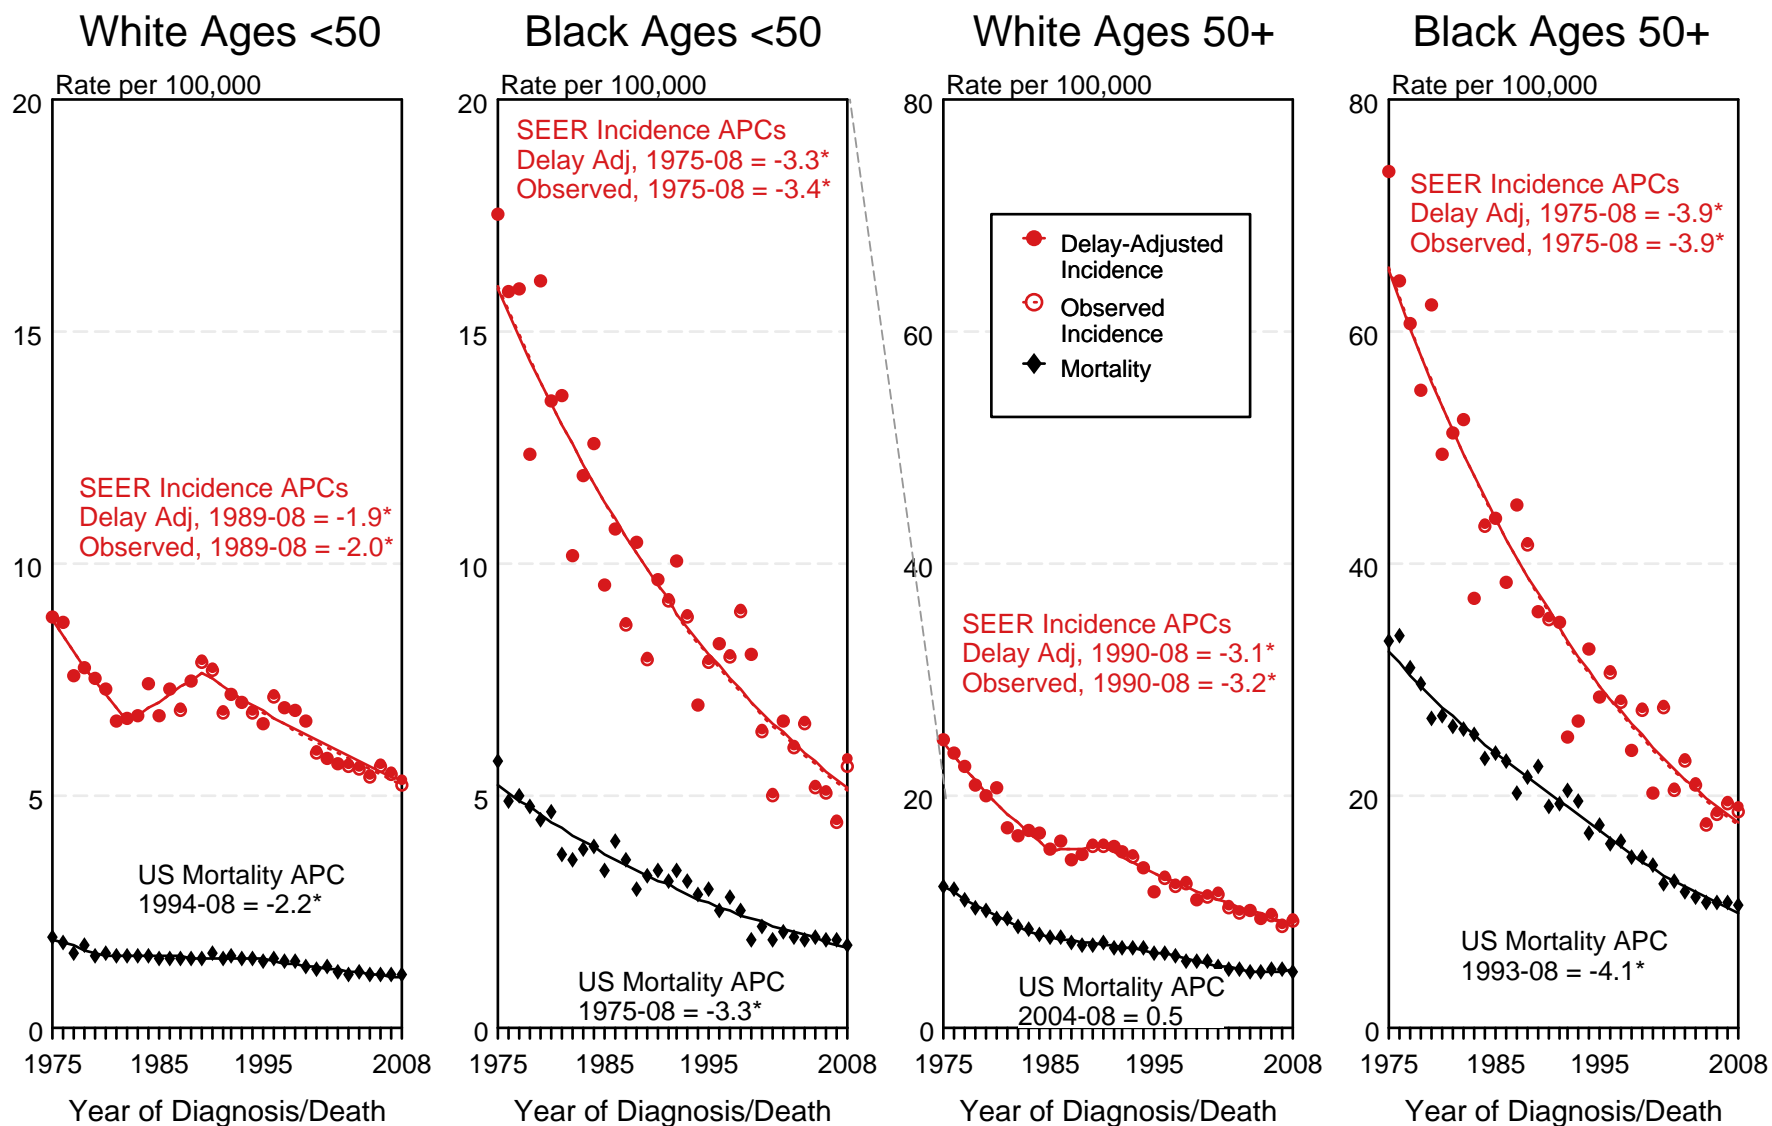 White Ages <50
Rate per 100,000
20
15
10
5
0
SEER Incidence APCs
Delay Adj, 1989-08 = -1.9*
Observed, 1989-08 = -2.0*
US Mortality APC
1994-08 = -2.2*
1975
1985
1995
2008
Year of Diagnosis/Death
Black Ages <50
Rate per 100,000
20
15
10
5
0
SEER Incidence APCs
Delay Adj, 1975-08 = -3.3*
Observed, 1975-08 = -3.4*
US Mortality APC
1975-08 = -3.3*
1975
1985
1995
2008
Year of Diagnosis/Death
White Ages 50+
Rate per 100,000
80
60
40
20
0
Delay-Adjusted
Incidence
Observed
Incidence
Mortality
SEER Incidence APCs
Delay Adj, 1990-08 = -3.1*
Observed, 1990-08 = -3.2*
US Mortality APC
2004-08 = 0.5
1975
1985
1995
2008
Year of Diagnosis/Death
Black Ages 50+
Rate per 100,000
80
60
40
20
0
SEER Incidence APCs
Delay Adj, 1975-08 = -3.9*
Observed, 1975-08 = -3.9*
US Mortality APC
1993-08 = -4.1*
1975
1985
1995
2008
Year of Diagnosis/Death